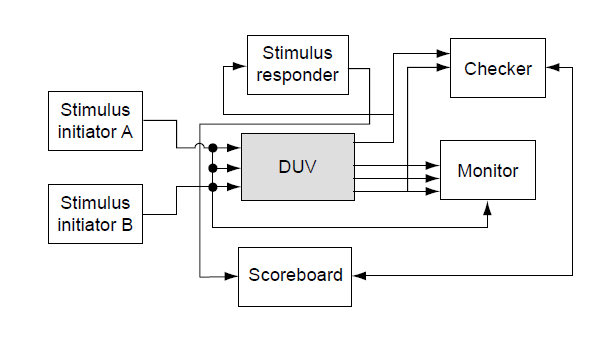 Stimulus
responder
Checker
Stimulus
initiator A
DUV
Monitor
Stimulus
initiator B
Scoreboard